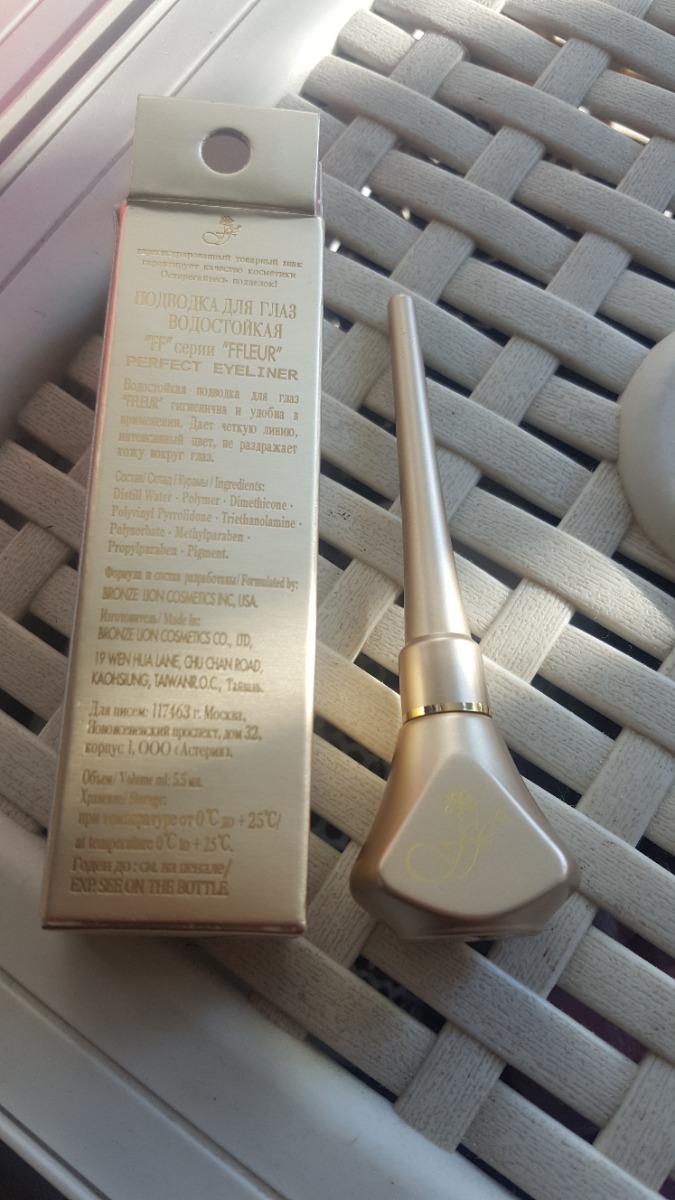 зарегистрированный товарный знак
гарантирует качество косметики
Остерегайтесь подделок!
ПОДВОДКА ДЛЯ ГЛАЗ
ВОДОСТОЙКАЯ
"FF" серии "FFLEUR"
PERFECT EYELINER
Водостойкая подводка для глаз
"FFLEUR" гигиенична и удобна в
применении. Дает четкую линию,
интенсивный цвет, не раздражает
кожу вокруг глаз.
Состав/ Склад / Курамы / Ingredients:
Distill Water · Polymer · Dimethicone ·
Polyvinyl Pyrrolidone · Triethanolamine ·
Polysorbate · Methylparaben ·
Propylparaben · Pigment.
Формула и состав разработаны/ Formulated by:
BRONZE LION COSMETICS INC, USA.
Изготовитель/ Made in:
BRONZE LION COSMETICS CO., LTD,
19 WEN HUA LANE, CHU CHAN ROAD,
KAOHSIUNG, TAIWANR.O.C., Тайвань.
Для писем: 117463 г. Москва,
Новоясеневский проспект, дом 32,
корпус 1, ООО «Астерия».
Объем/ Volume ml: 5.5 мл.
Хранение/ Storage:
при температуре от 0℃ до + 25℃/
at temperature 0℃ to + 25℃.
Годен до : см. на пенале/
EXP. SEE ON THE BOTTLE.